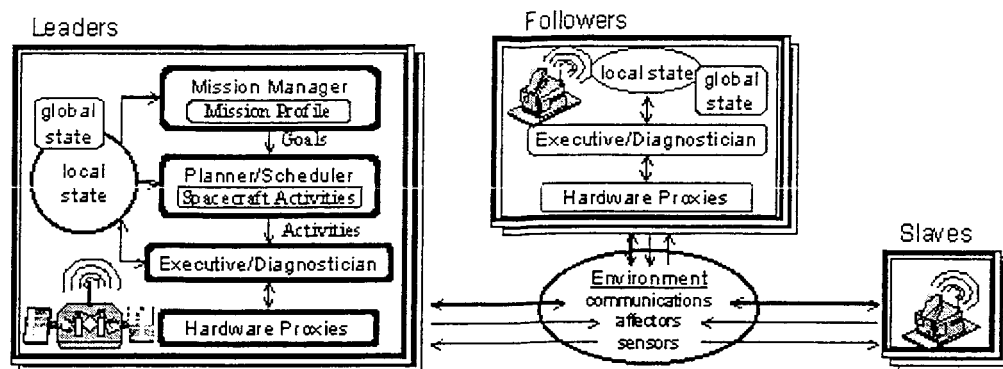 Leaders
Mission Manager
Mission Profile
global
state
local
state
Goals
Planner/Scheduler
Spacecraft Activities
Activities
Executive/Diagnostician
Hardware Proxies
Followers
local state
global
state
Executive/Diagnostician
Hardware Proxies
Environment
communications
affectors
sensors
Slaves